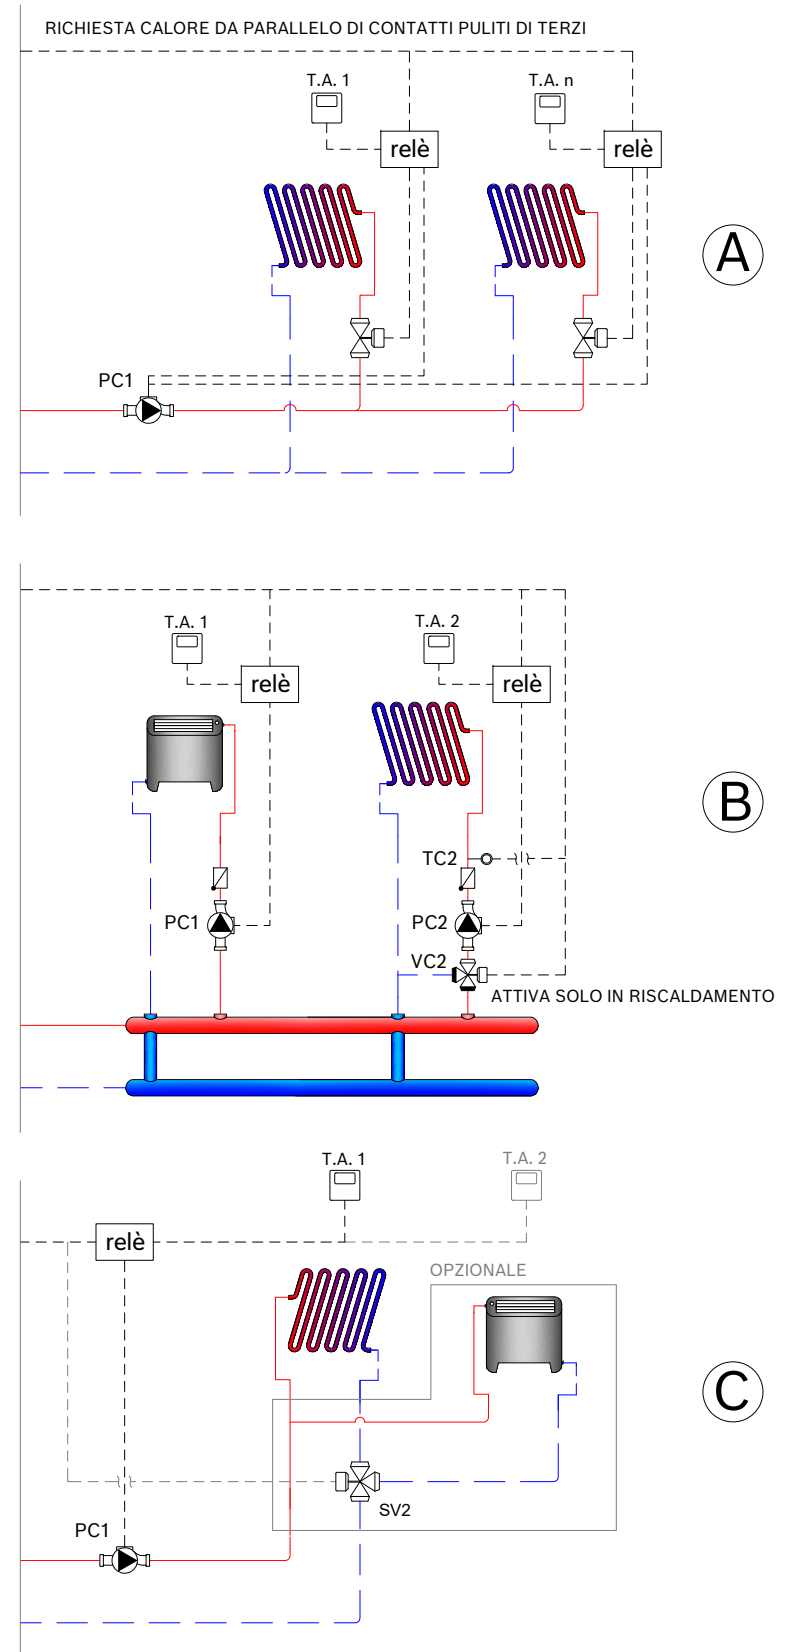 RICHIESTA CALORE DA PARALLELO DI CONTATTI PULITI DI TERZI
T.A. 1
T.A. n
relè
relè
A
PC1
T.A. 1
T.A. 2
relè
relè
B
TC2
PC1
PC2
VC2
ATTIVA SOLO IN RISCALDAMENTO
T.A. 1
T.A. 2
relè
OPZIONALE
C
SV2
PC1